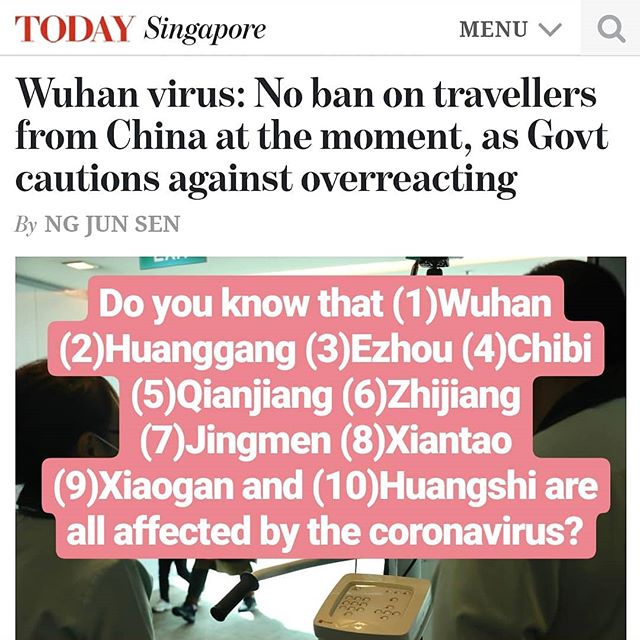 TODAY Singapore MENU
Wuhan virus: No ban on travellers
from China at the moment, as Govt
cautions against overreacting
By NG JUN SEN
Do you know that (1)Wuhan
(2)Huanggang (3)Ezhou (4)Chibi
(5)Qianjiang (6)Zhijiang
(7)Jingmen (8)Xiantao
(9)Xiaogan and (10)Huangshi are
all affected by the coronavirus?